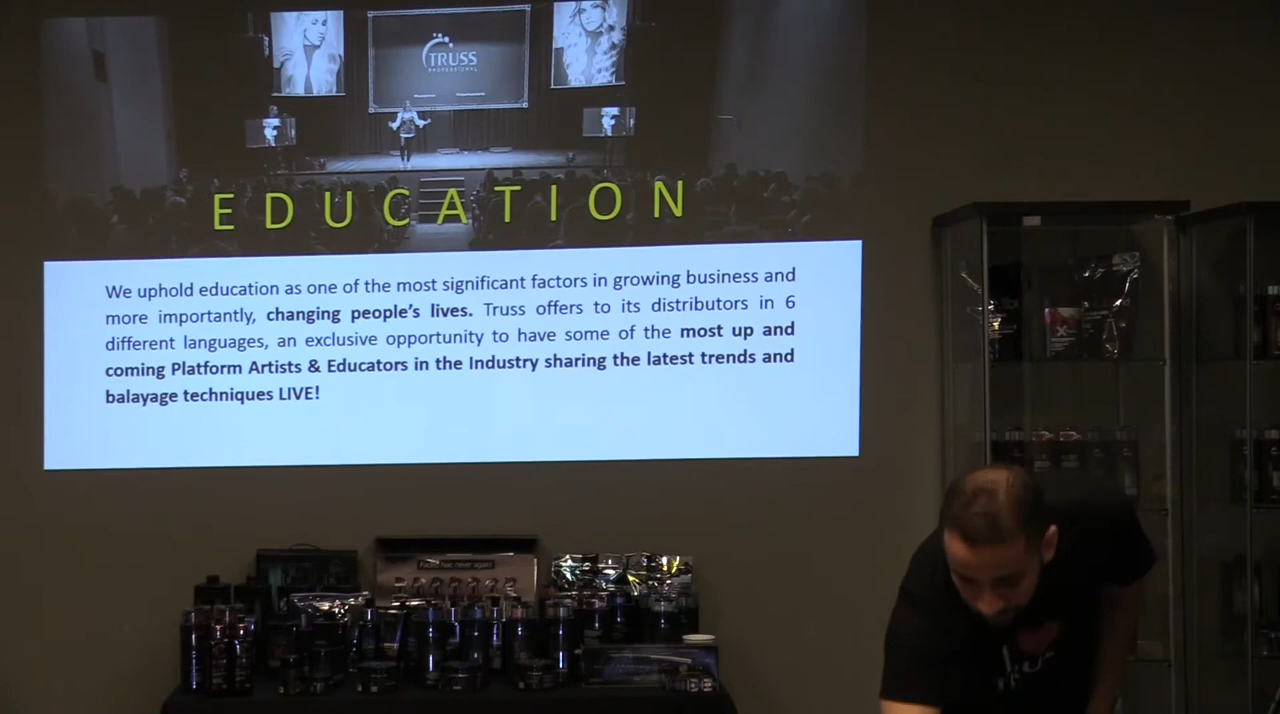 TRUSS
PROFESSIONAL
EDUCATION
We uphold education as one of the most significant factors in growing business and
more importantly, changing people's lives. Truss offers to its distributors in 6
different languages, an exclusive opportunity to have some of the most up and
coming Platform Artists & Educators in the Industry sharing the latest trends and
balayage techniques LIVE!